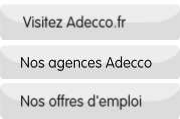 Visitez Adecco.fr
Nos agences Adecco
Nos offres d'emploi